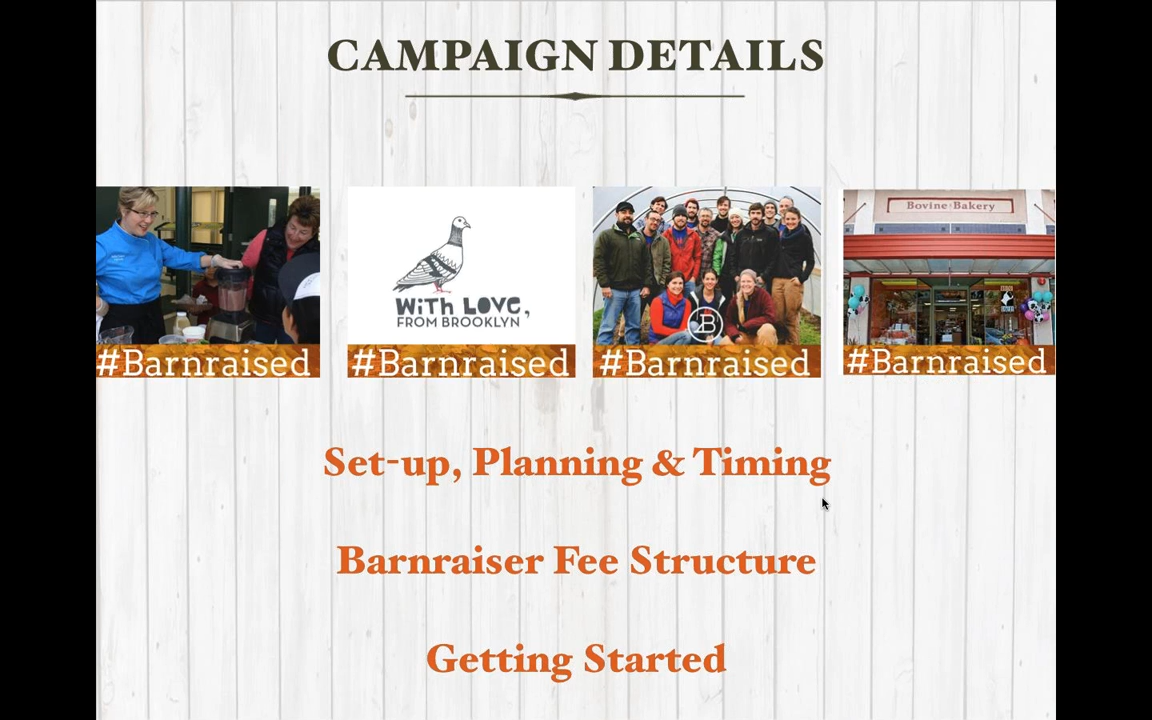 CAMPAIGN DETAILS
WiTH LOVE,
FROM BROOKLYN
B
Bovine Bakery
#Barnraised
#Barnraised
#Barnraised
#Barnraised
Set-up, Planning & Timing
Barnraiser Fee Structure
Getting Started